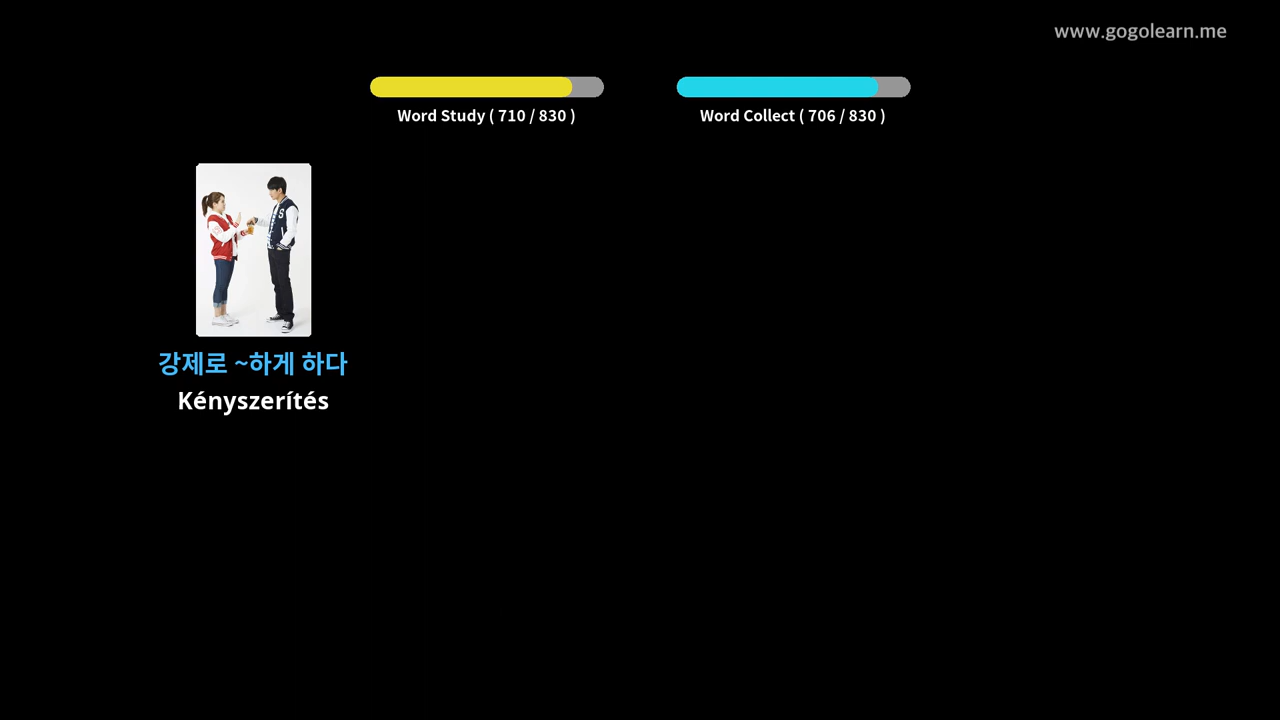 www.gogolearn.me
Word Study ( 710 / 830 )
Word Collect ( 706 / 830 )
강제로 ~하게 하다
Kényszerítés